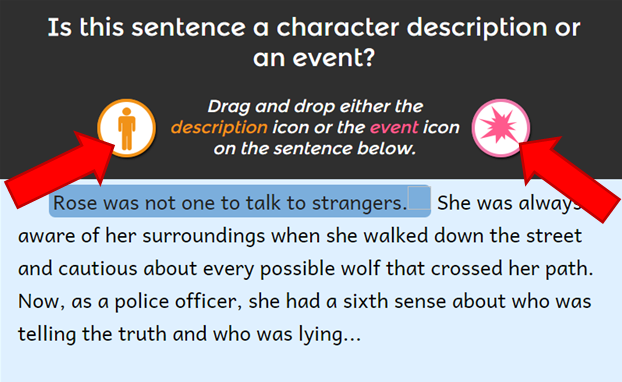 Is this sentence a character description or
an event?
Drag and drop either the
description icon or the event icon
on the sentence below.
Rose was not one to talk to strangers. She was always
aware of her surroundings when she walked down the street
and cautious about every possible wolf that crossed her path.
Now, as a police officer, she had a sixth sense about who was
telling the truth and who was lying...